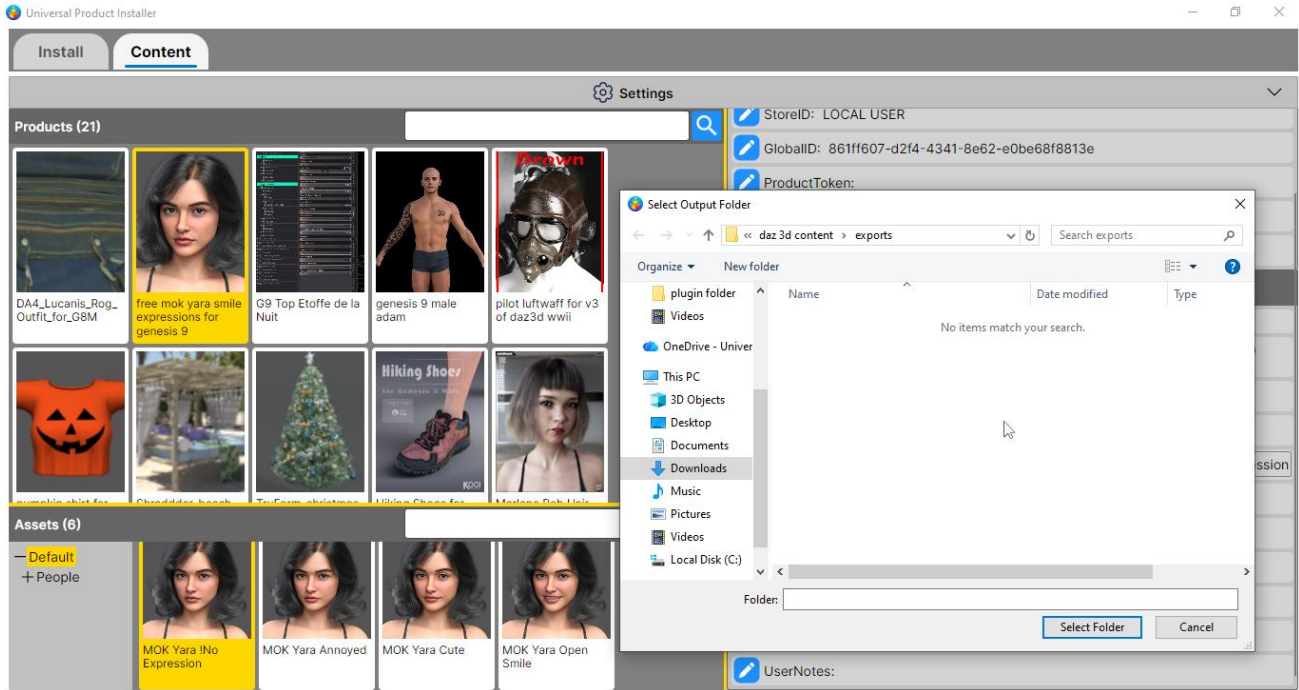 Universal Product Installer
Install
Content
Settings
Products (21)
StoreID: LOCAL USER
GlobalID: 861ff607-d2f4-4341-8e62-e0be68f8813e
ProductToken:
Brown
Hiking Shoes
for Genesis 3 Male
KOOI
DA4_Lucanis_Rog_
Outfit_for_G8M
free mok yara smile
expressions for
genesis 9
G9 Top Etoffe de la
Nuit
genesis 9 male
adam
pilot luftwaff for v3
of daz3d wwii
Select Output Folder
« daz 3d content › exports
Search exports
Organize
New folder
?
plugin folder
Videos
OneDrive - Univer
This PC
3D Objects
Desktop
Documents
Downloads
Music
Pictures
Videos
Local Disk (C:)
Name
Date modified
Type
No items match your search.
Folder:
Select Folder
Cancel
ssion
Assets (6)
Default
People
MOK Yara !No
Expression
MOK Yara Annoyed
MOK Yara Cute
MOK Yara Open
Smile
UserNotes: